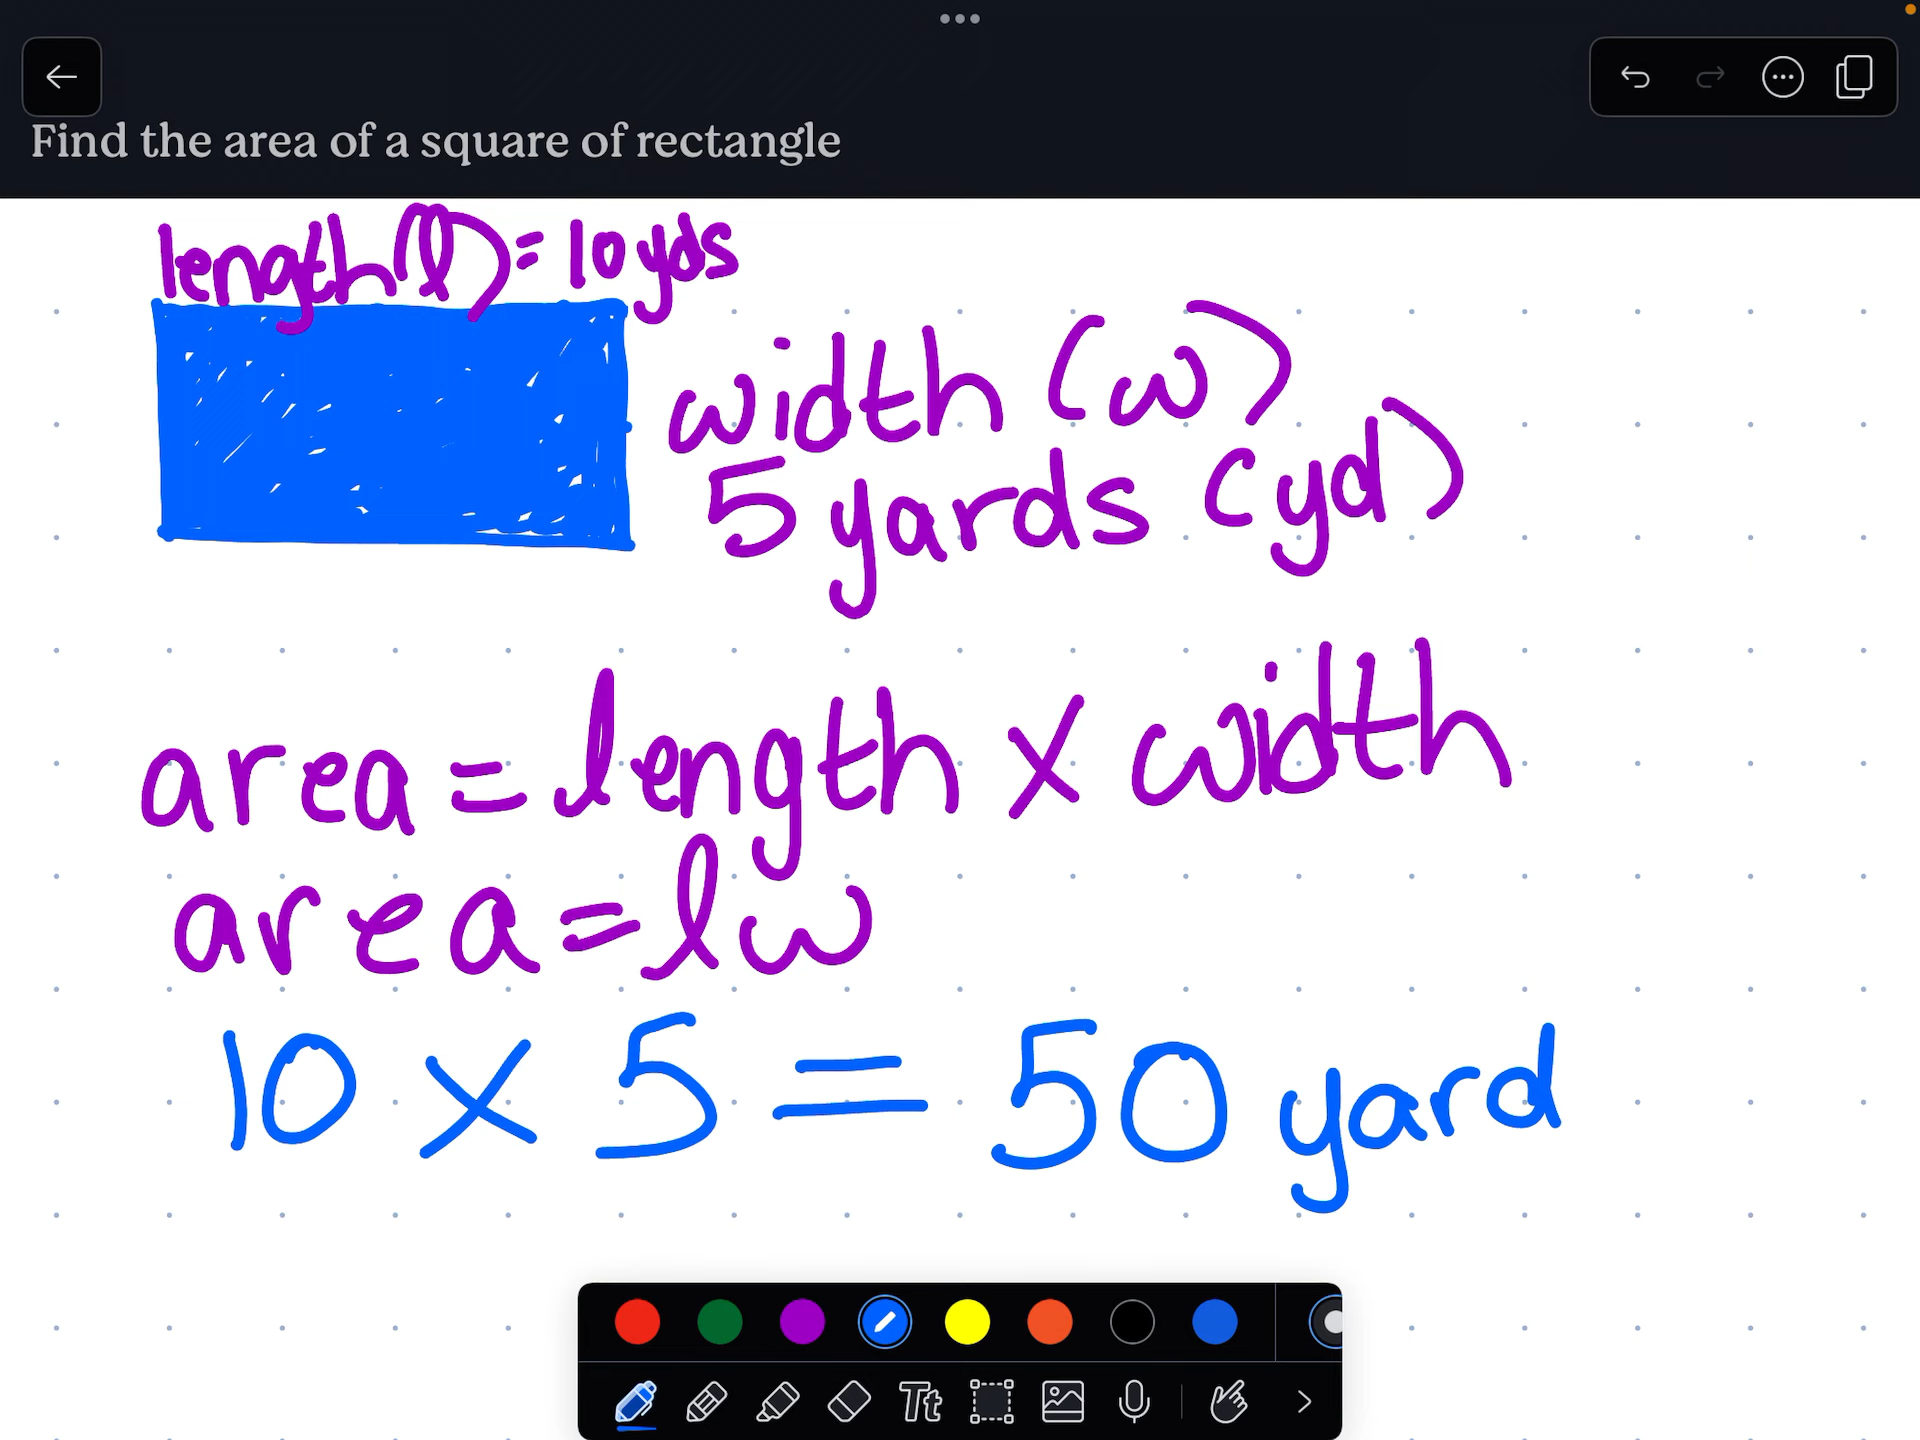 Find the area of a square of rectangle
length(l)=10yds
width (w)
5 yards (yd)
area = length x width
area = lw
10 x 5 = 50 yard
Tt